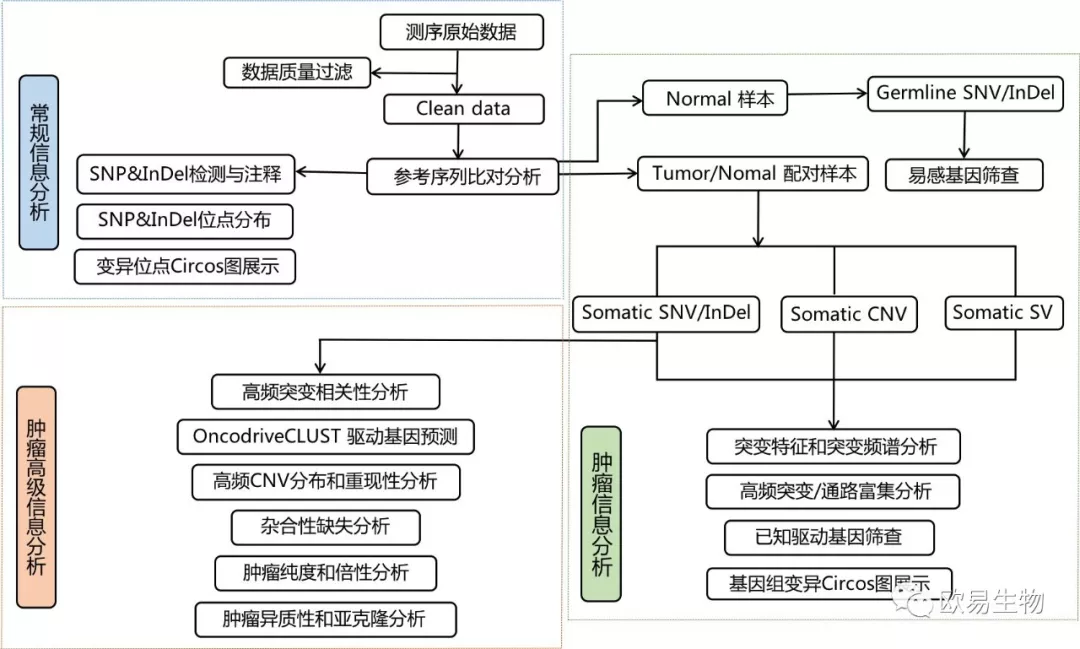 常规信息分析
测序原始数据
数据质量过滤
Clean data
参考序列比对分析
SNP&InDel检测与注释
SNP&InDel位点分布
变异位点Circos图展示
Normal 样本
Germline SNV/InDel
易感基因筛查
Tumor/Nomal 配对样本
Somatic SNV/InDel
Somatic CNV
Somatic SV
肿瘤信息分析
突变特征和突变频谱分析
高频突变/通路富集分析
已知驱动基因筛查
基因组变异Circos图展示
肿瘤高级信息分析
高频突变相关性分析
OncodriveCLUST 驱动基因预测
高频CNV分布和重现性分析
杂合性缺失分析
肿瘤纯度和倍性分析
肿瘤异质性和亚克隆分析
欧易生物